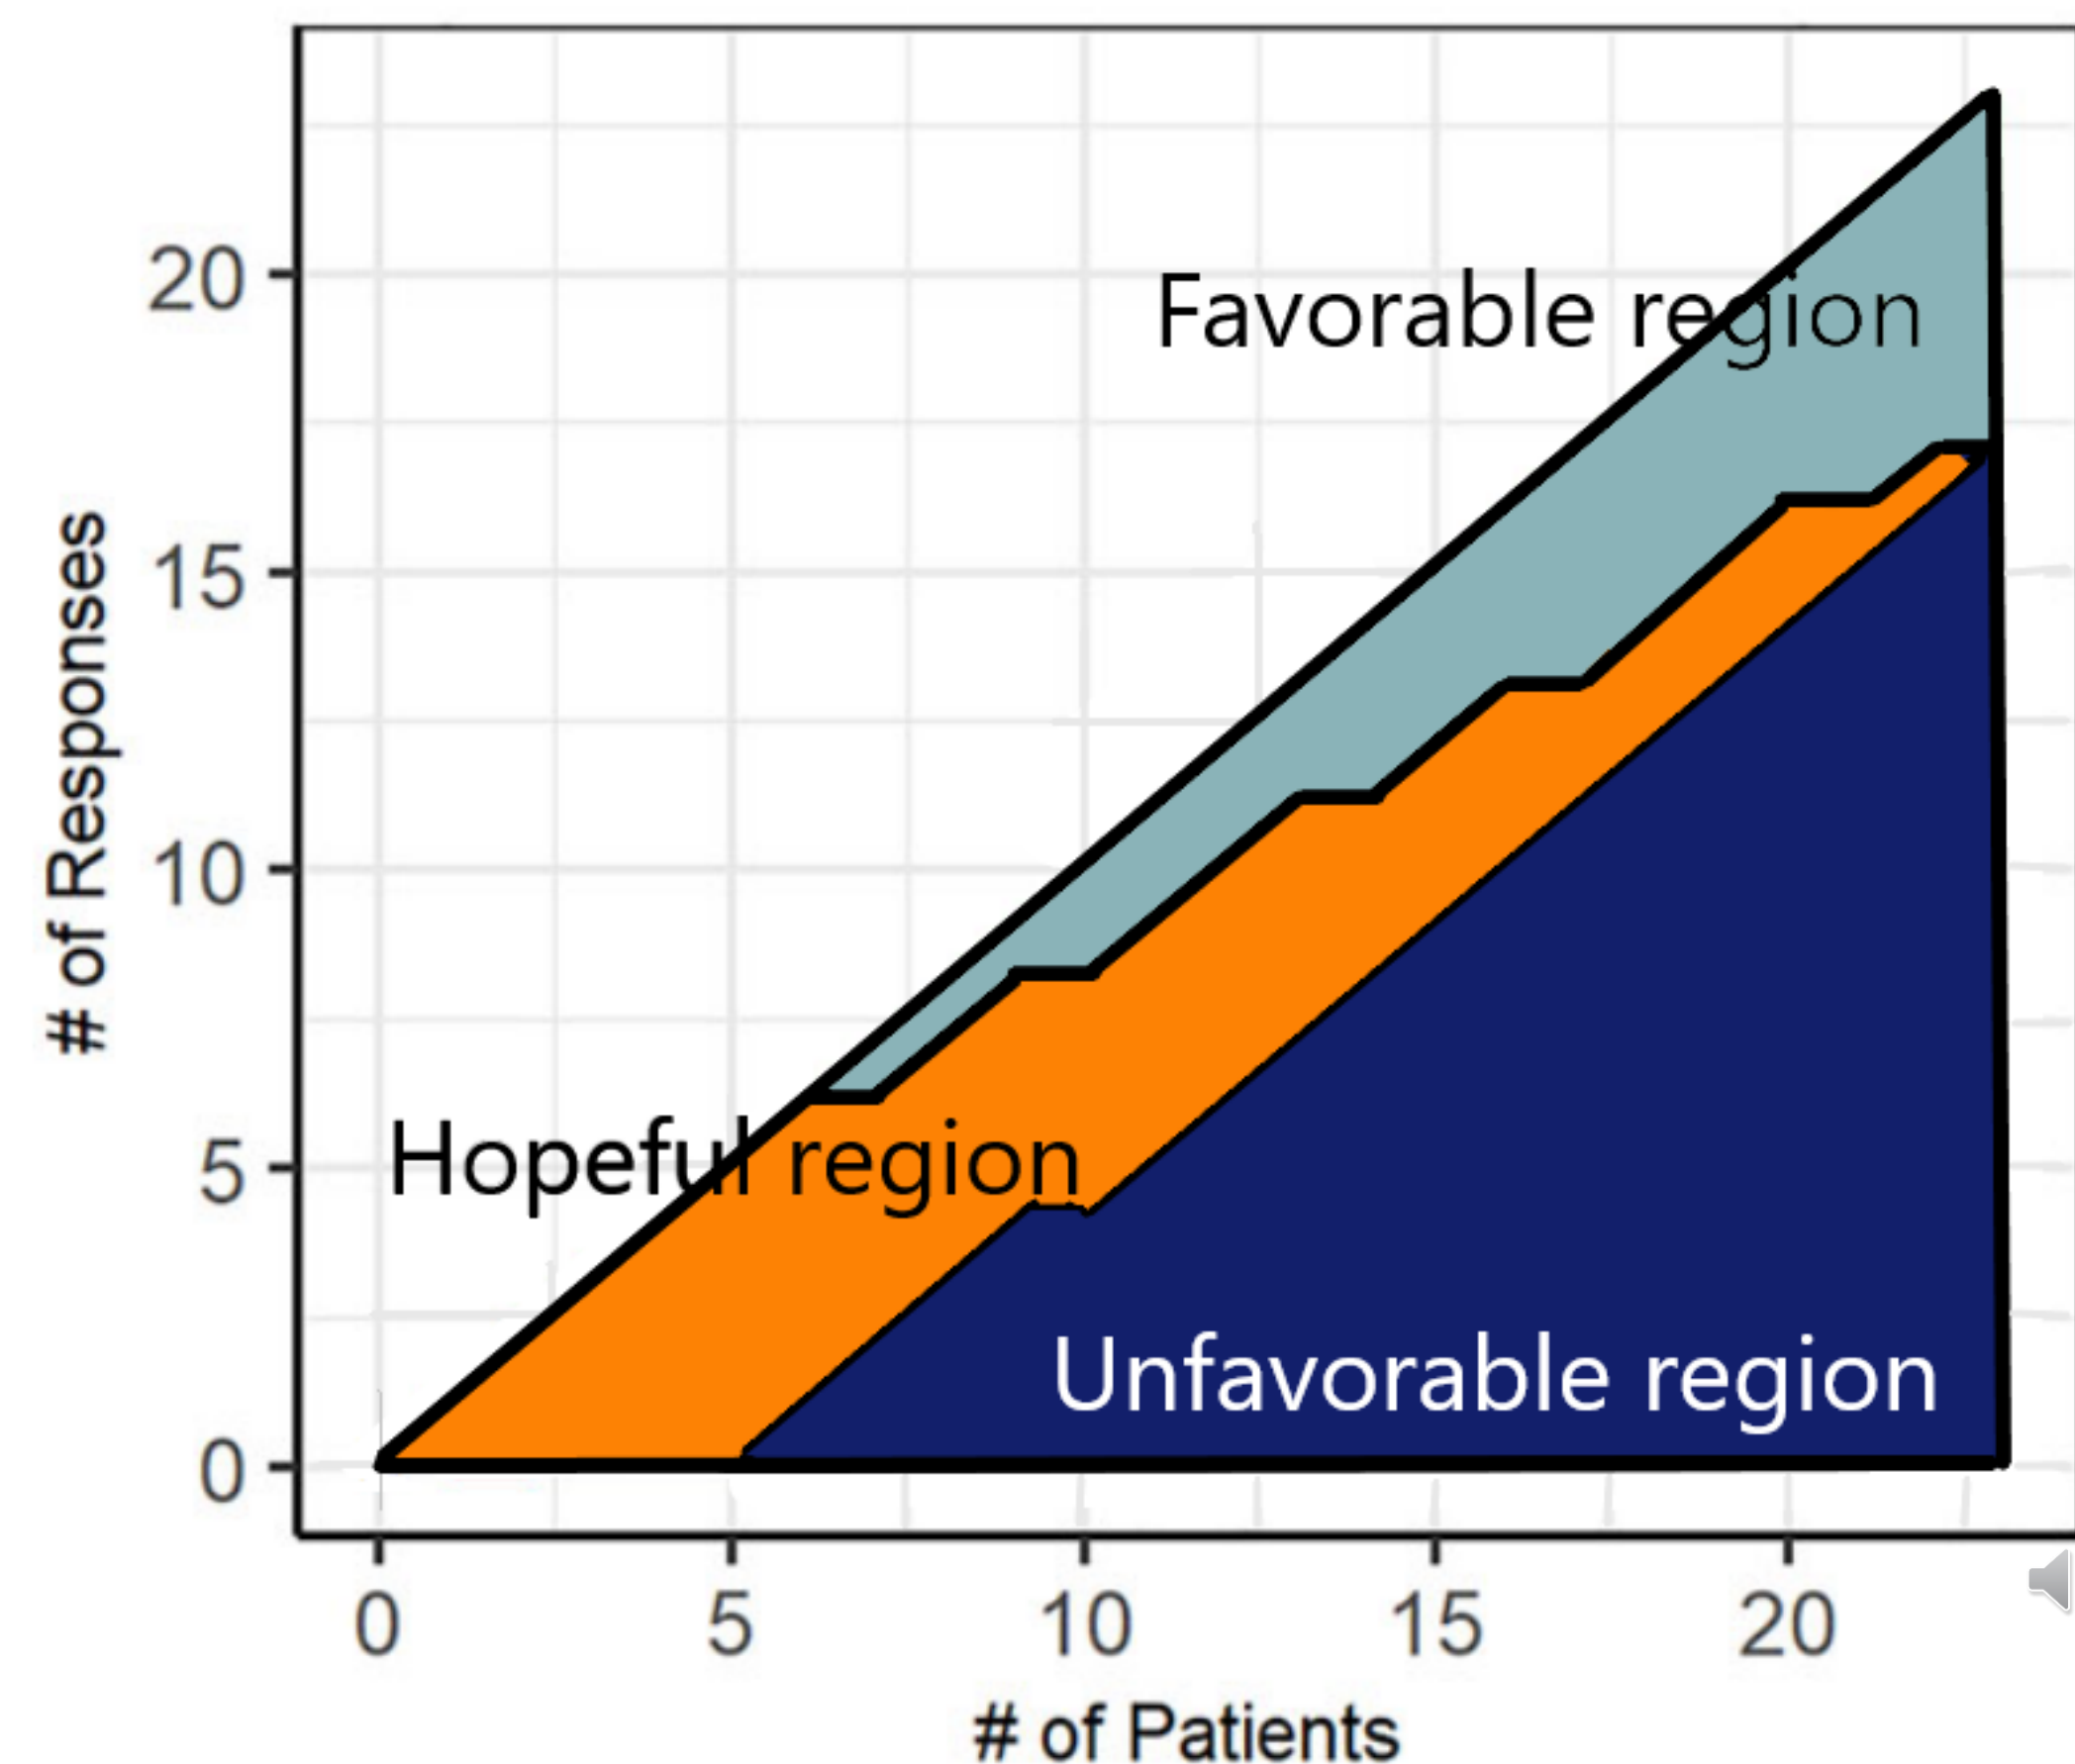 20
Favorable region
15
# of Responses
10
Hopeful region
5
Unfavorable region
0
0 5 10 15 20
# of Patients